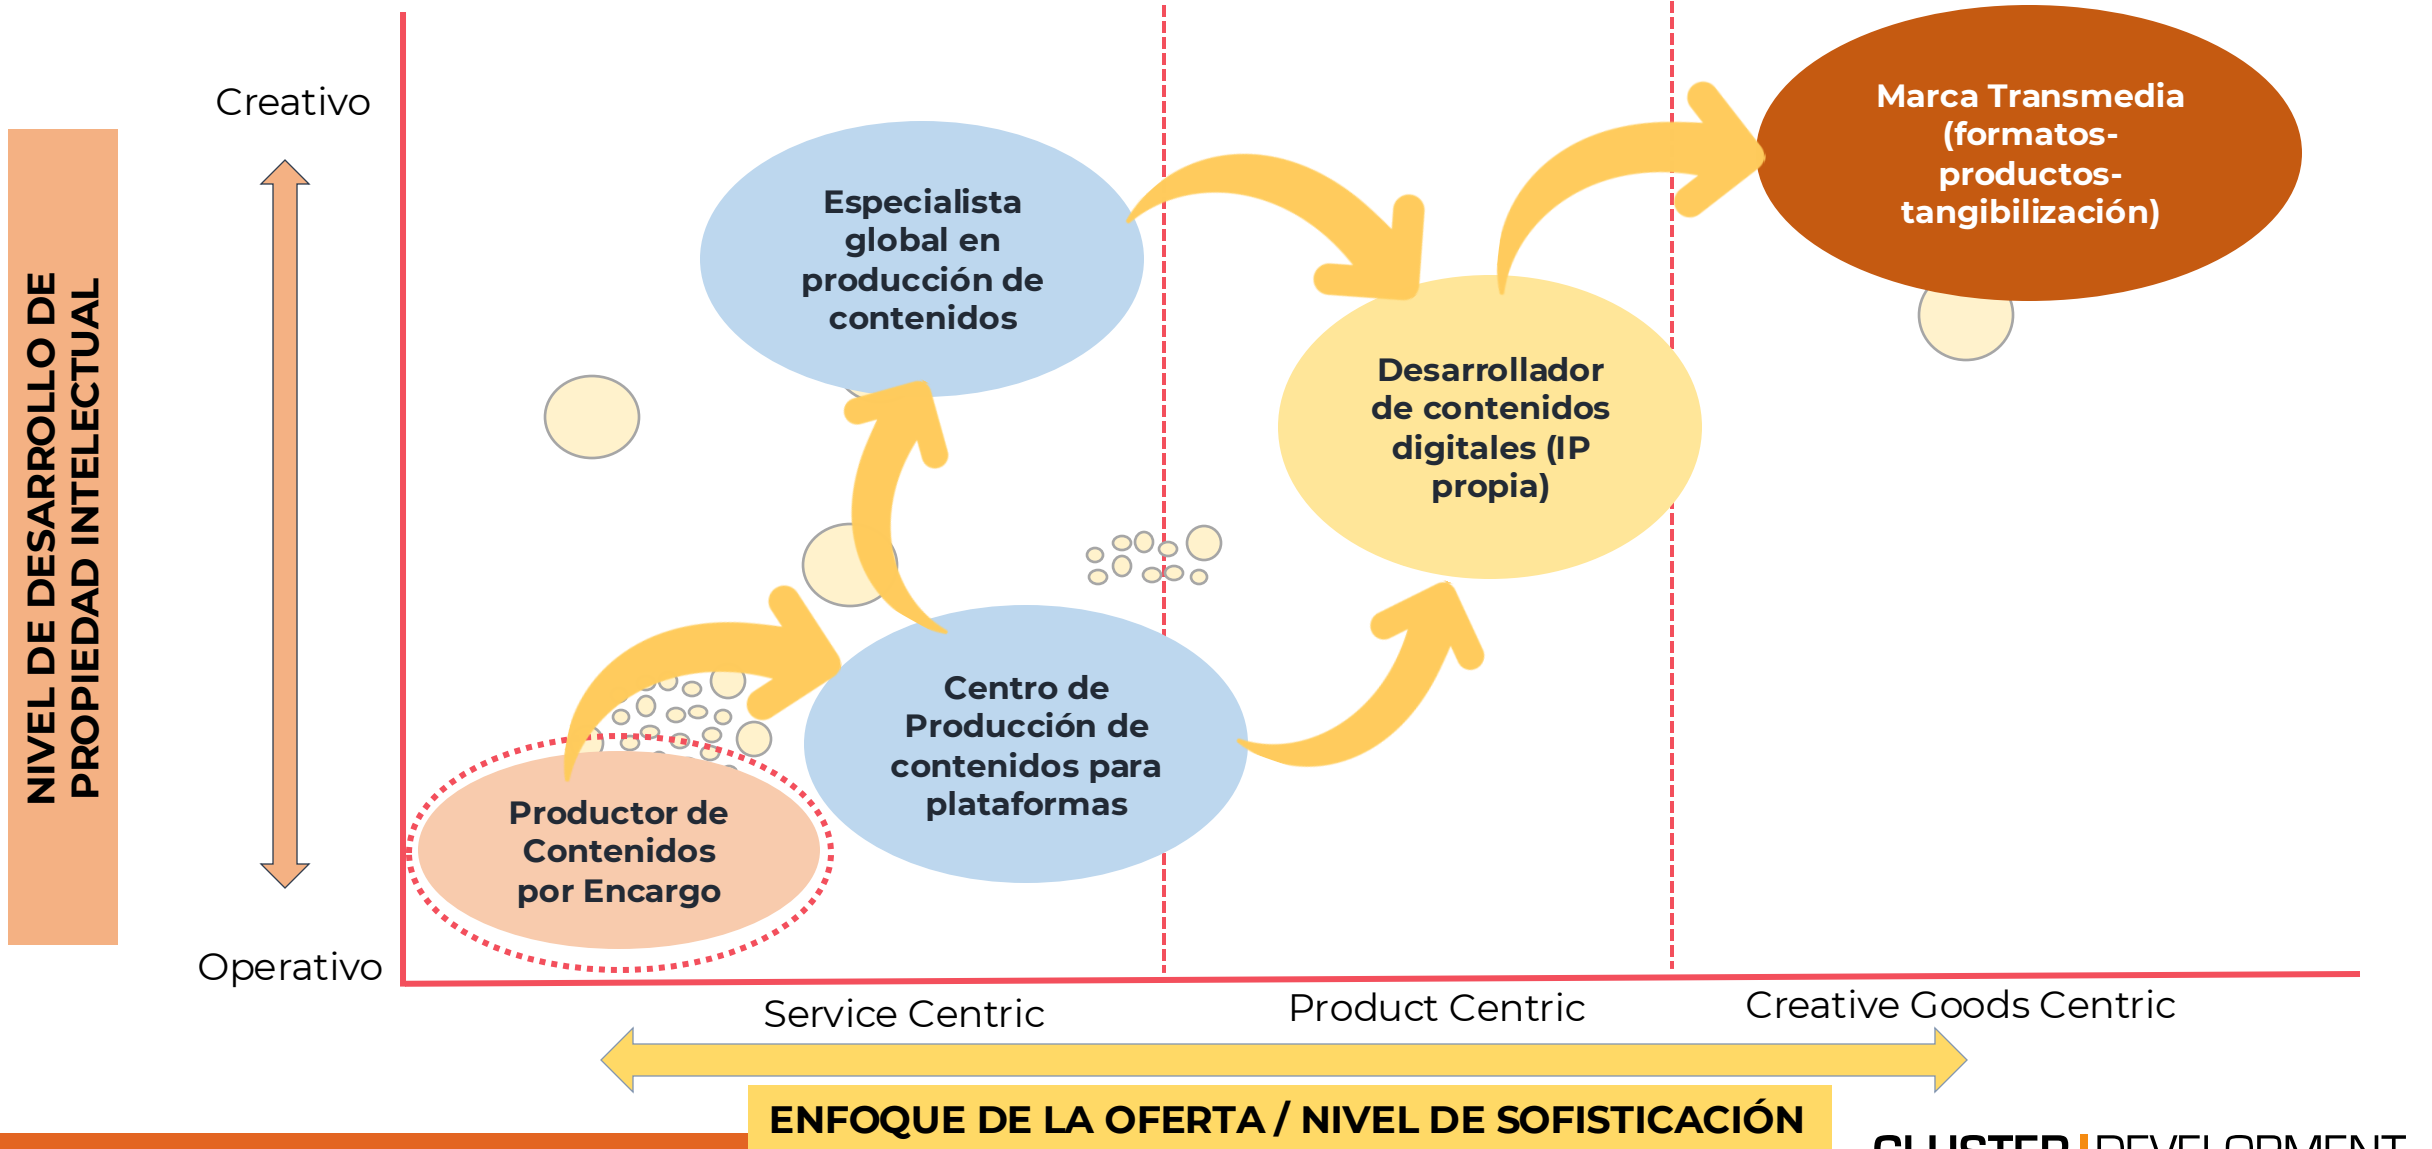 Creativo
NIVEL DE DESARROLLO DE
PROPIEDAD INTELECTUAL
Operativo
Marca Transmedia
(formatos-
productos-
tangibilización)
Especialista
global en
producción de
contenidos
Desarrollador
de contenidos
digitales (IP
propia)
Centro de
Producción de
contenidos para
plataformas
Productor de
Contenidos
por Encargo
Service Centric
Product Centric
Creative Goods Centric
ENFOQUE DE LA OFERTA / NIVEL DE SOFISTICACIÓN
CLUSTER DEVELOPMENT